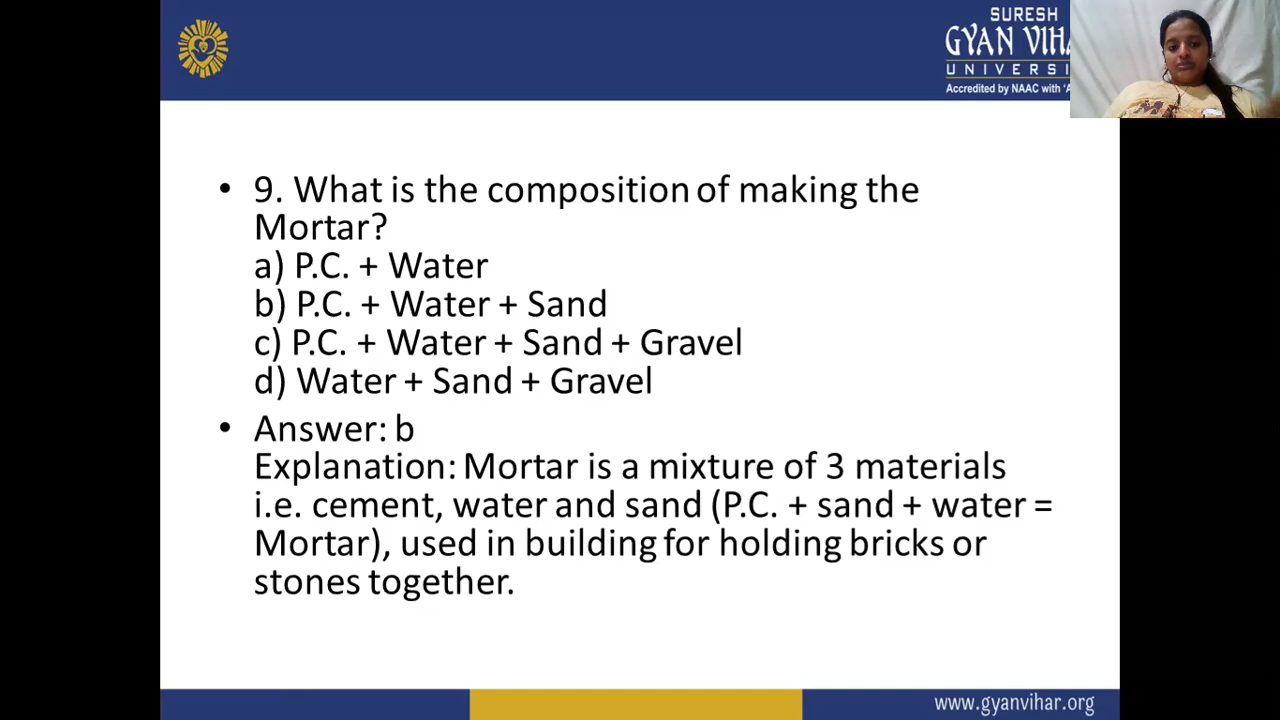 SURESH
GYAN VIHA
UNIVERSI
Accredited by NAAC with 'A
• 9. What is the composition of making the
Mortar?
a) P.C. + Water
b) P.C. + Water + Sand
c) P.C. + Water + Sand + Gravel
d) Water + Sand + Gravel
• Answer: b
Explanation: Mortar is a mixture of 3 materials
i.e. cement, water and sand (P.C. + sand + water =
Mortar), used in building for holding bricks or
stones together.
www.gyanvihar.org